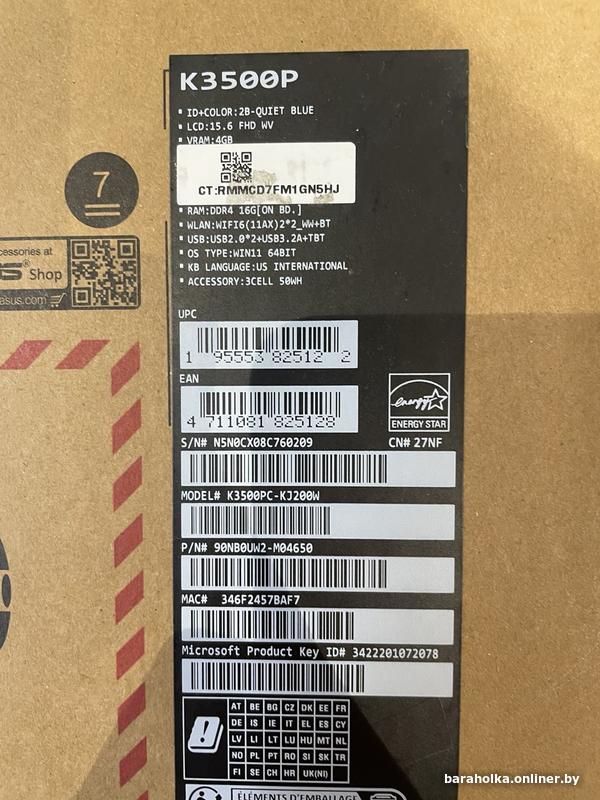 K3500P
ID+COLOR:2B-QUIET BLUE
LCD:15.6 FHD WV
VRAM:4GB
CT:RMMCD7FM1GN5HJ
RAM:DDR4 16G[ON BD.]
WLAN:WIFI6(11AX)2*2_WW+BT
USB:USB2.0*2+USB3.2A+TBT
OS TYPE:WIN11 64BIT
KB LANGUAGE:US INTERNATIONAL
ACCESSORY:3CELL 50WH
7
cessories at
S® Shop
asus.com
UPC
1 95553 82512 2
EAN
4 711081 825128
energy
ENERGY STAR
S/N# N5N0CX08C760209 CN# 27NF
MODEL# K3500PC-KJ200W
P/N# 90NB0UW2-M04650
MAC# 346F2457BAF7
Microsoft Product Key ID# 3422201072078
AT BE BG CZ DK EE FR
DE IS IE IT EL ES CY
LV LI LT LU HU MT NL
NO PL PT RO SI SK TR
FI SE CH HR UK(NI)
ÉLÉMENTS D'EMBALLAGE
baraholka.onliner.by